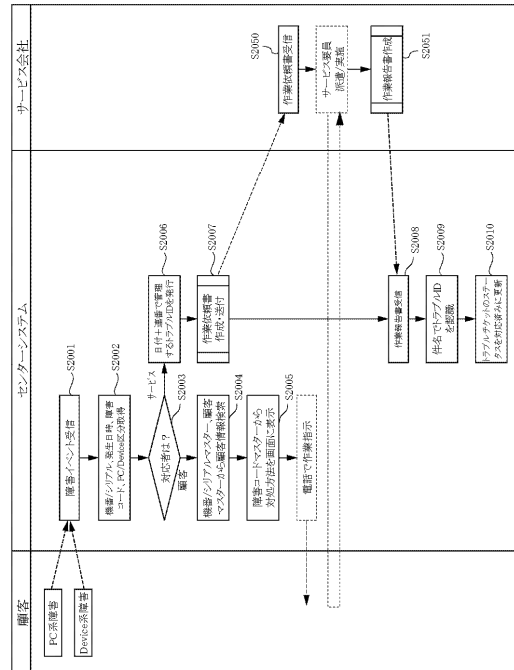 顧客
センターシステム
サービス会社
PC系障害
Device系障害
S2001
障害イベント受信
S2002
機番/シリアル、発生日時、障害
コード、PC/Device区分取得
S2003
対応者は？
サービス
顧客
S2004
機番/シリアルマスター、顧客
マスターから顧客情報検索
S2005
障害コードマスターから
対処方法を画面に表示
電話で作業指示
S2006
日付＋連番で管理
するトラブルIDを発行
S2007
作業依頼書
作成・送付
S2050
作業依頼書受信
サービス要員
派遣/実施
S2051
作業報告書作成
S2008
作業報告書受信
S2009
件名でトラブルID
を認識
S2010
トラブルチケットのステー
タスを対応済みに更新